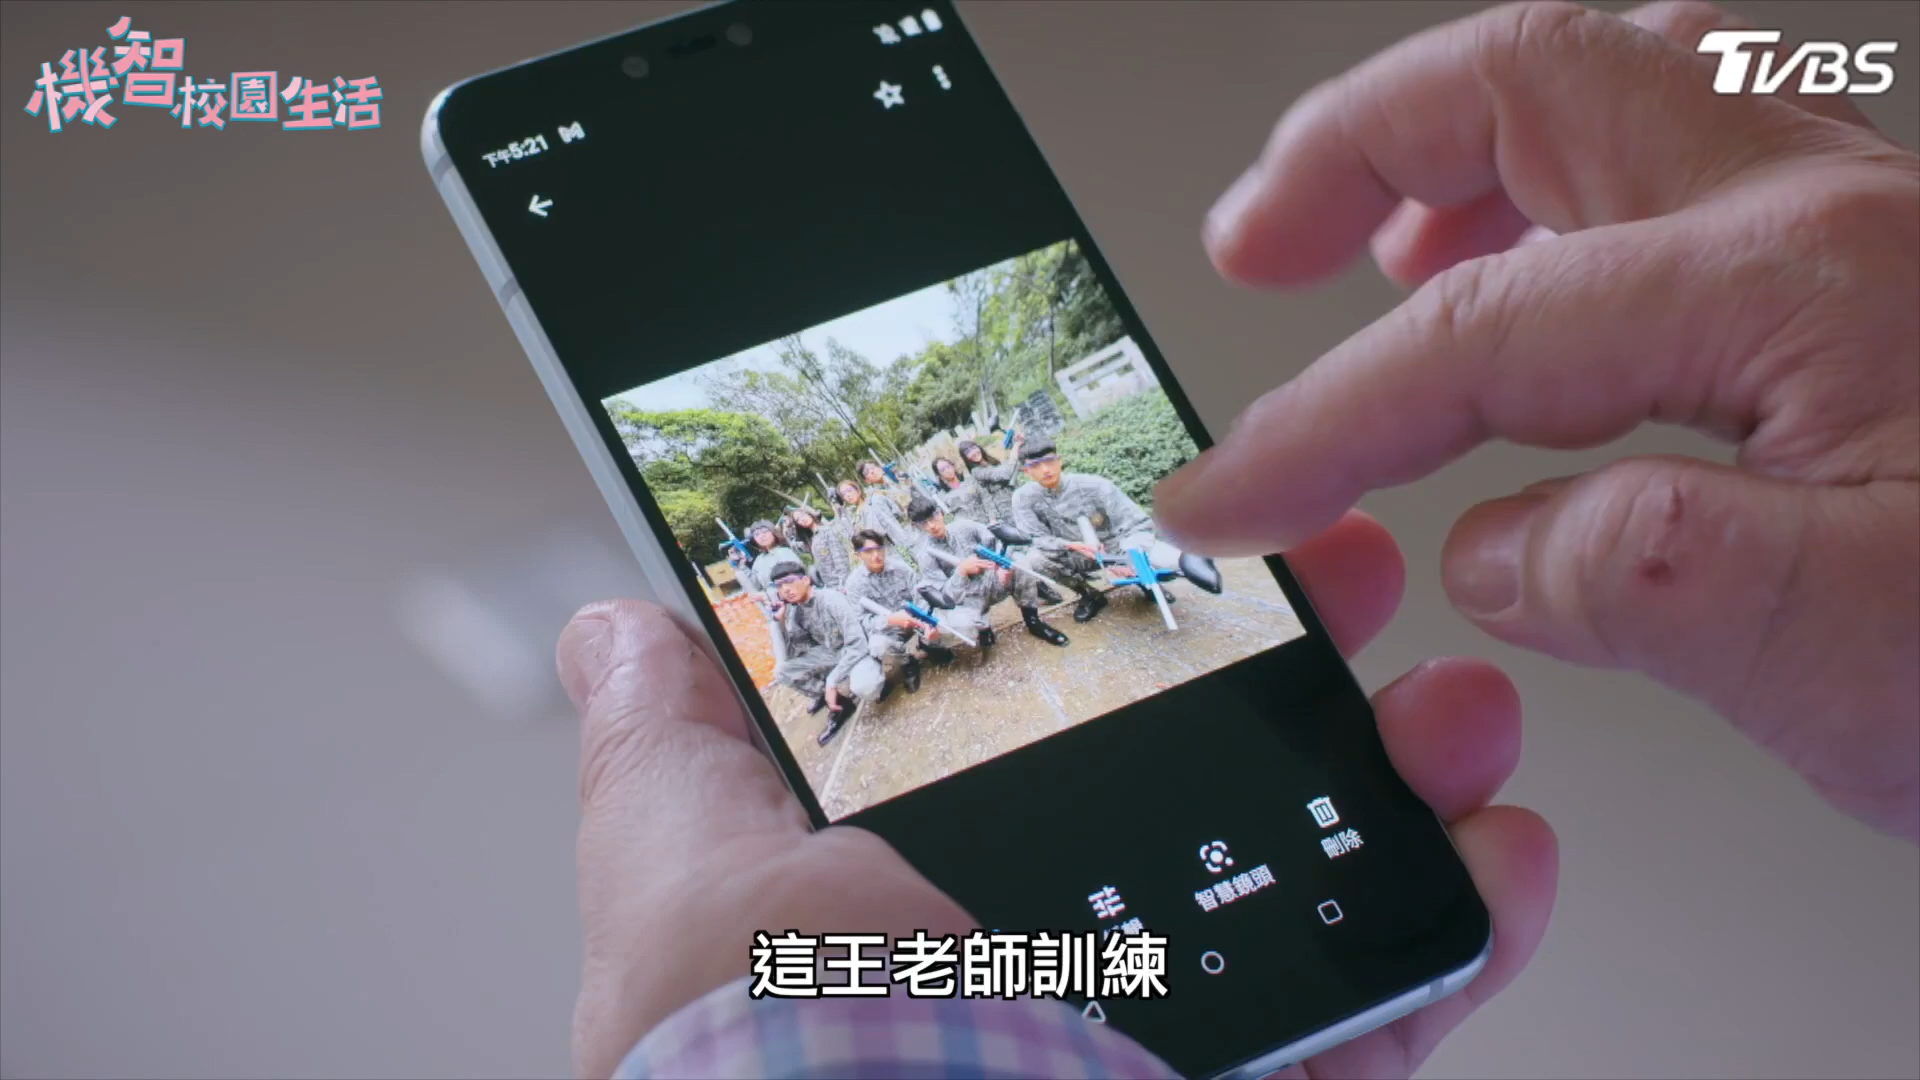 機智校園生活
TVBS
下午5:21
刪除
智慧鏡頭
這王老師訓練